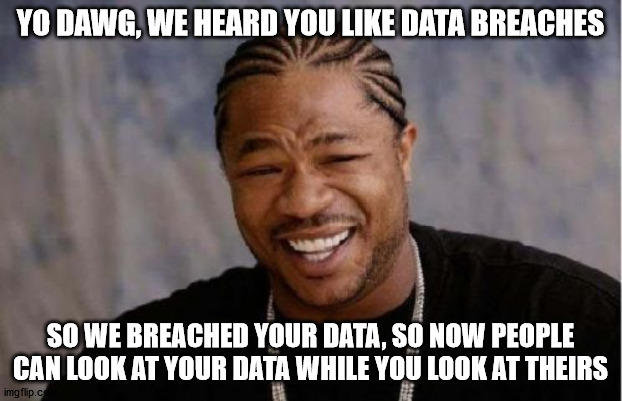 YO DAWG, WE HEARD YOU LIKE DATA BREACHES
SO WE BREACHED YOUR DATA, SO NOW PEOPLE
CAN LOOK AT YOUR DATA WHILE YOU LOOK AT THEIRS
imgflip.c